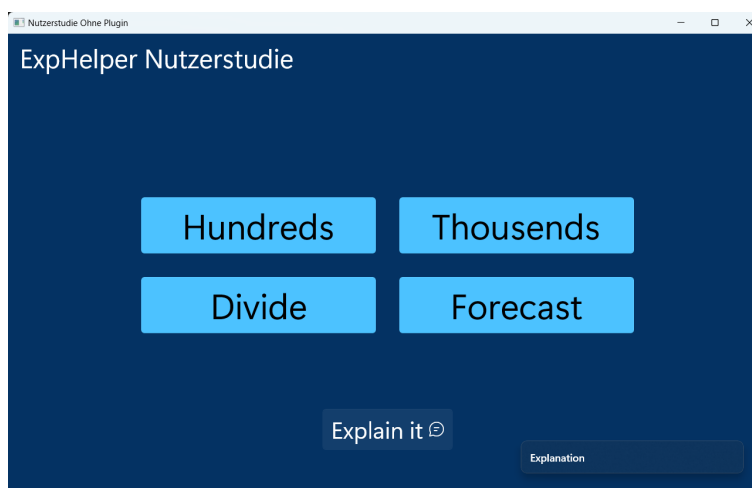 Nutzerstudie Ohne Plugin
ExpHelper Nutzerstudie
Hundreds
Thousends
Divide
Forecast
Explain it
Explanation